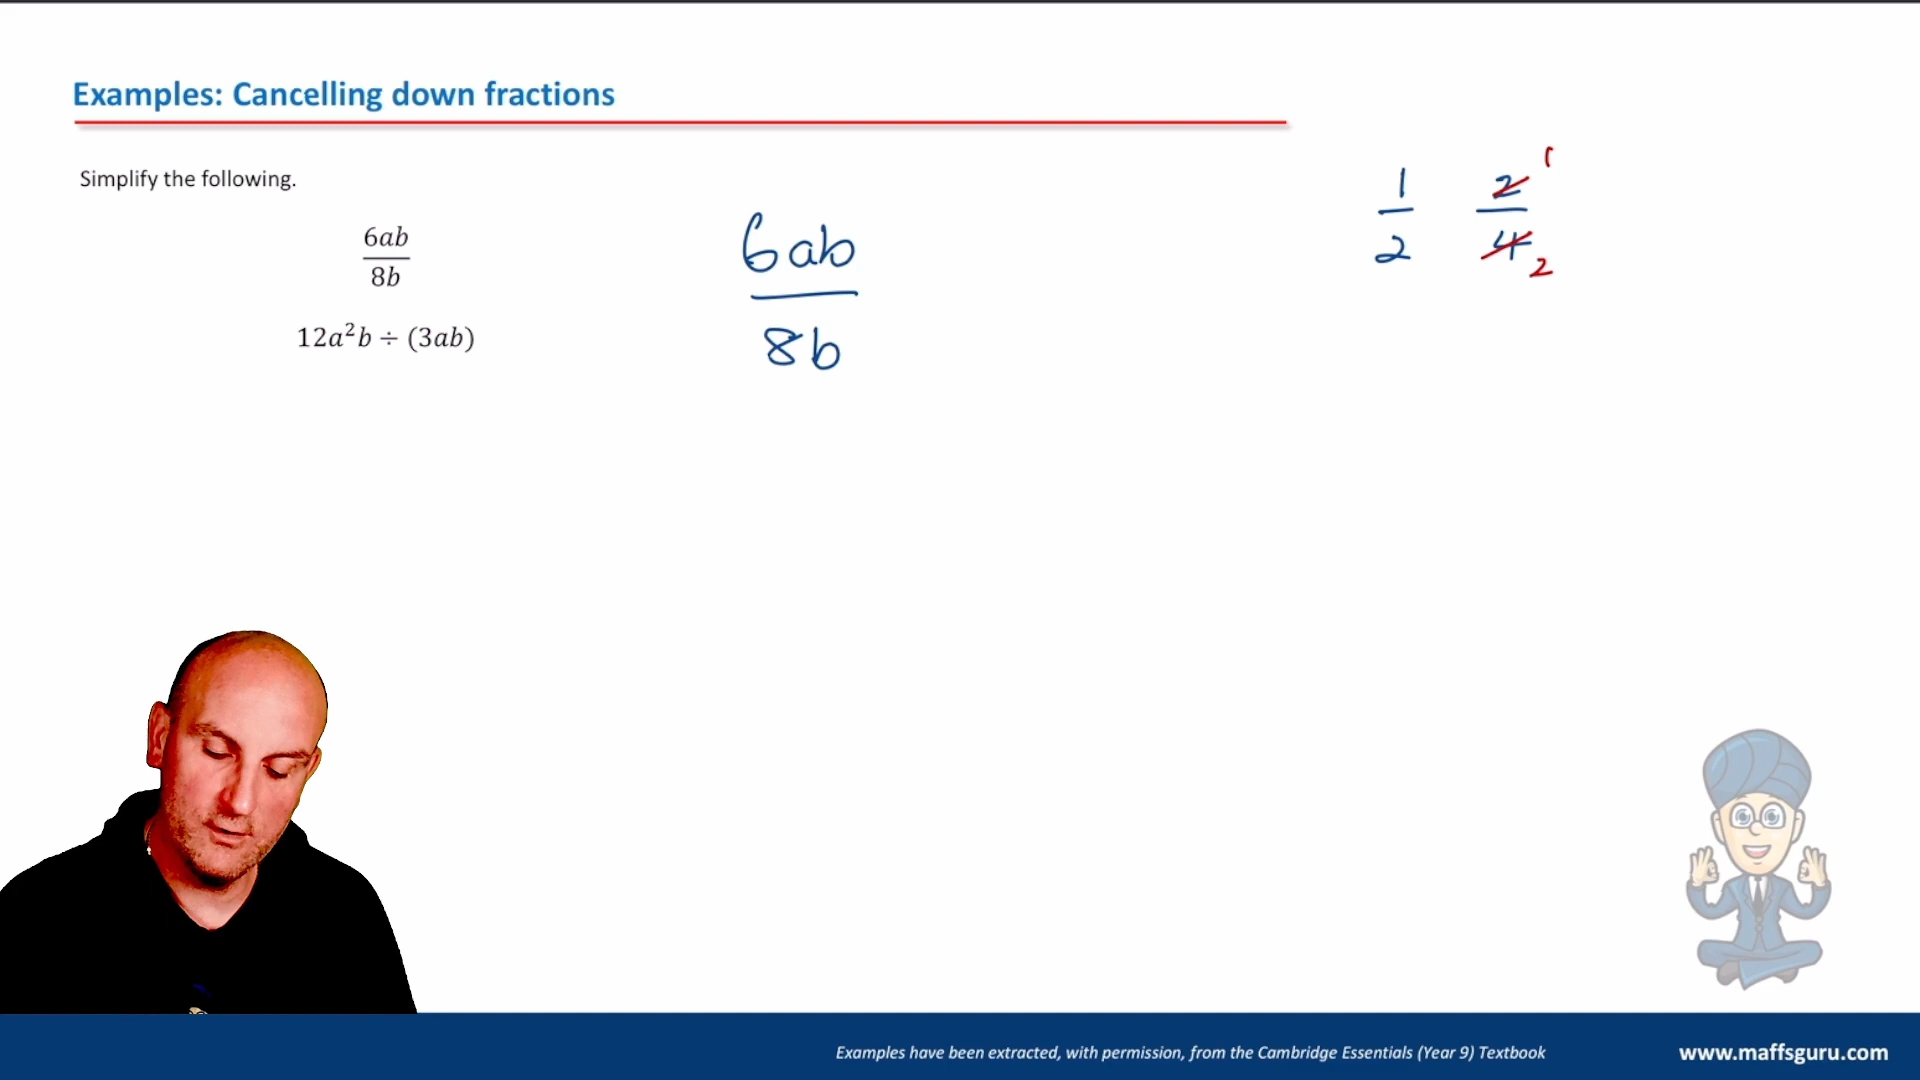 Examples: Cancelling down fractions
Simplify the following.
6ab
8b
12a²b ÷ (3ab)
6ab
8b
1
2
2 1
4 2
Examples have been extracted, with permission, from the Cambridge Essentials (Year 9) Textbook
www.maffsguru.com